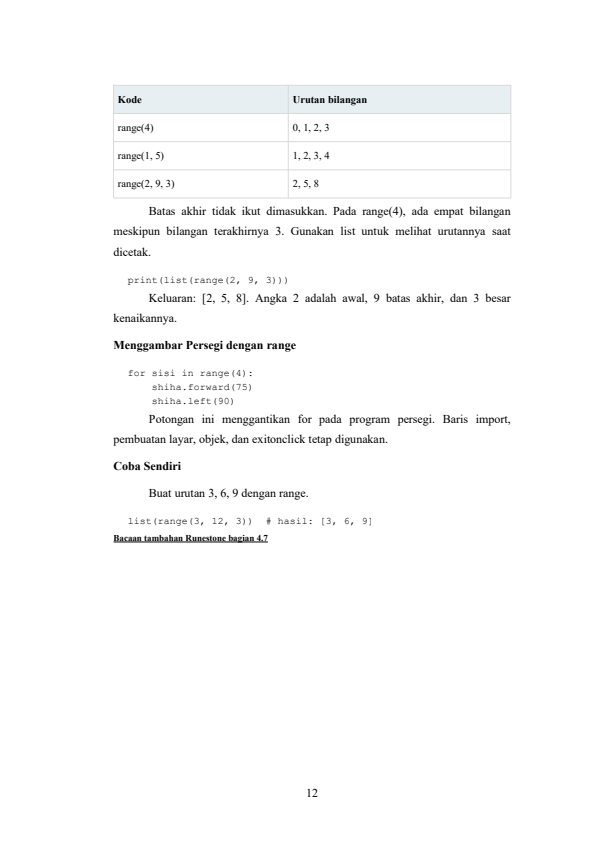 Kode Urutan bilangan
range(4) 0, 1, 2, 3
range(1, 5) 1, 2, 3, 4
range(2, 9, 3) 2, 5, 8
Batas akhir tidak ikut dimasukkan. Pada range(4), ada empat bilangan
meskipun bilangan terakhirnya 3. Gunakan list untuk melihat urutannya saat
dicetak.
print(list(range(2, 9, 3)))
Keluaran: [2, 5, 8]. Angka 2 adalah awal, 9 batas akhir, dan 3 besar
kenaikannya.
Menggambar Persegi dengan range
for sisi in range(4):
    shiha.forward(75)
    shiha.left(90)
Potongan ini menggantikan for pada program persegi. Baris import,
pembuatan layar, objek, dan exitonclick tetap digunakan.
Coba Sendiri
Buat urutan 3, 6, 9 dengan range.
list(range(3, 12, 3))  # hasil: [3, 6, 9]
Bacaan tambahan Runestone bagian 4.7
12